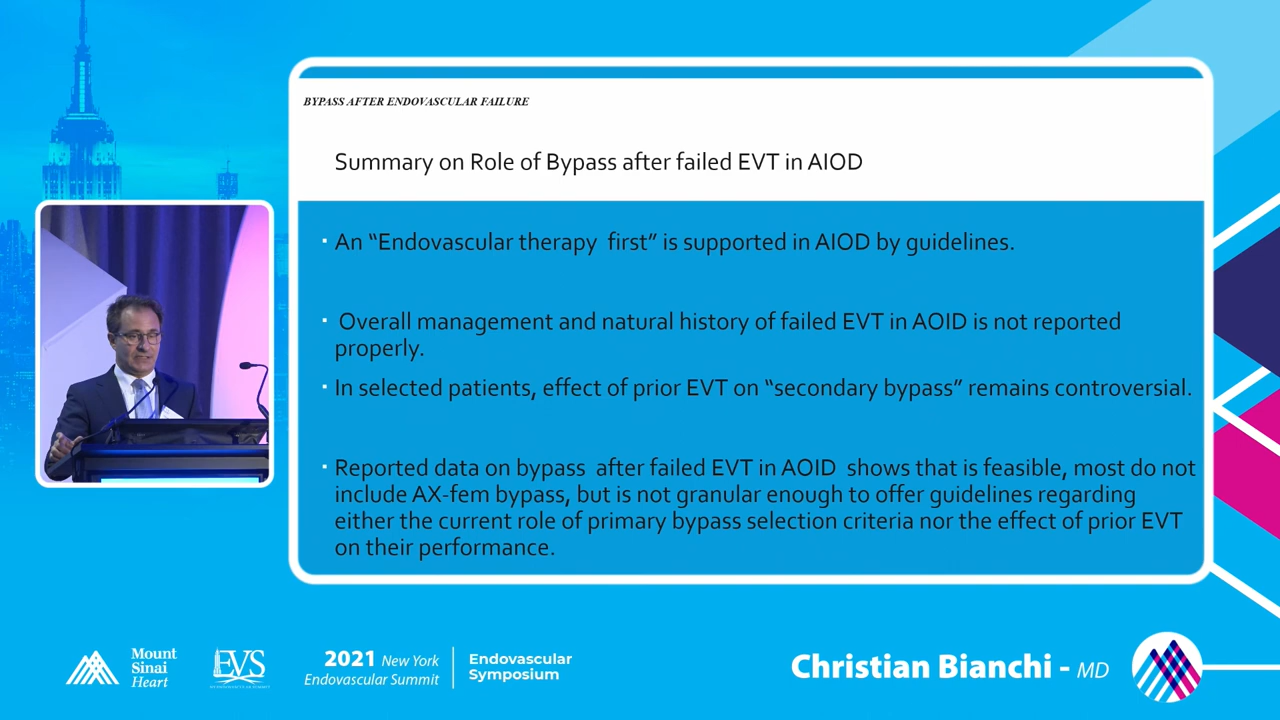 BYPASS AFTER ENDOVASCULAR FAILURE
Summary on Role of Bypass after failed EVT in AIOD
▪ An “Endovascular therapy first” is supported in AIOD by guidelines.
▪ Overall management and natural history of failed EVT in AOID is not reported
properly.
▪ In selected patients, effect of prior EVT on “secondary bypass” remains controversial.
▪ Reported data on bypass after failed EVT in AOID shows that is feasible, most do not
include AX-fem bypass, but is not granular enough to offer guidelines regarding
either the current role of primary bypass selection criteria nor the effect of prior EVT
on their performance.
Mount
Sinai
Heart
EVS
2021 New York
Endovascular Summit
Endovascular
Symposium
Christian Bianchi - MD